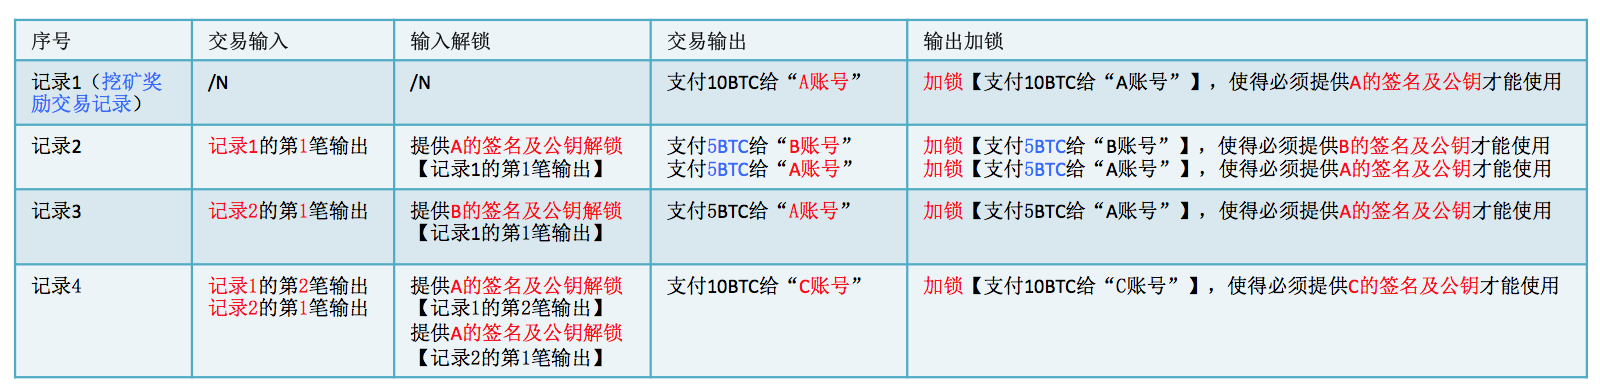 序号 交易输入 输入解锁 交易输出 输出加锁
记录1（挖矿奖
励交易记录）
/N
/N
支付10BTC给“A账号”
加锁【支付10BTC给“A账号”】，使得必须提供A的签名及公钥才能使用
记录2
记录1的第1笔输出
提供A的签名及公钥解锁
【记录1的第1笔输出】
支付5BTC给“B账号”
支付5BTC给“A账号”
加锁【支付5BTC给“B账号”】，使得必须提供B的签名及公钥才能使用
加锁【支付5BTC给“A账号”】，使得必须提供A的签名及公钥才能使用
记录3
记录2的第1笔输出
提供B的签名及公钥解锁
【记录1的第1笔输出】
支付5BTC给“A账号”
加锁【支付5BTC给“A账号”】，使得必须提供A的签名及公钥才能使用
记录4
记录1的第2笔输出
记录2的第1笔输出
提供A的签名及公钥解锁
【记录1的第2笔输出】
提供A的签名及公钥解锁
【记录2的第1笔输出】
支付10BTC给“C账号”
加锁【支付10BTC给“C账号”】，使得必须提供C的签名及公钥才能使用